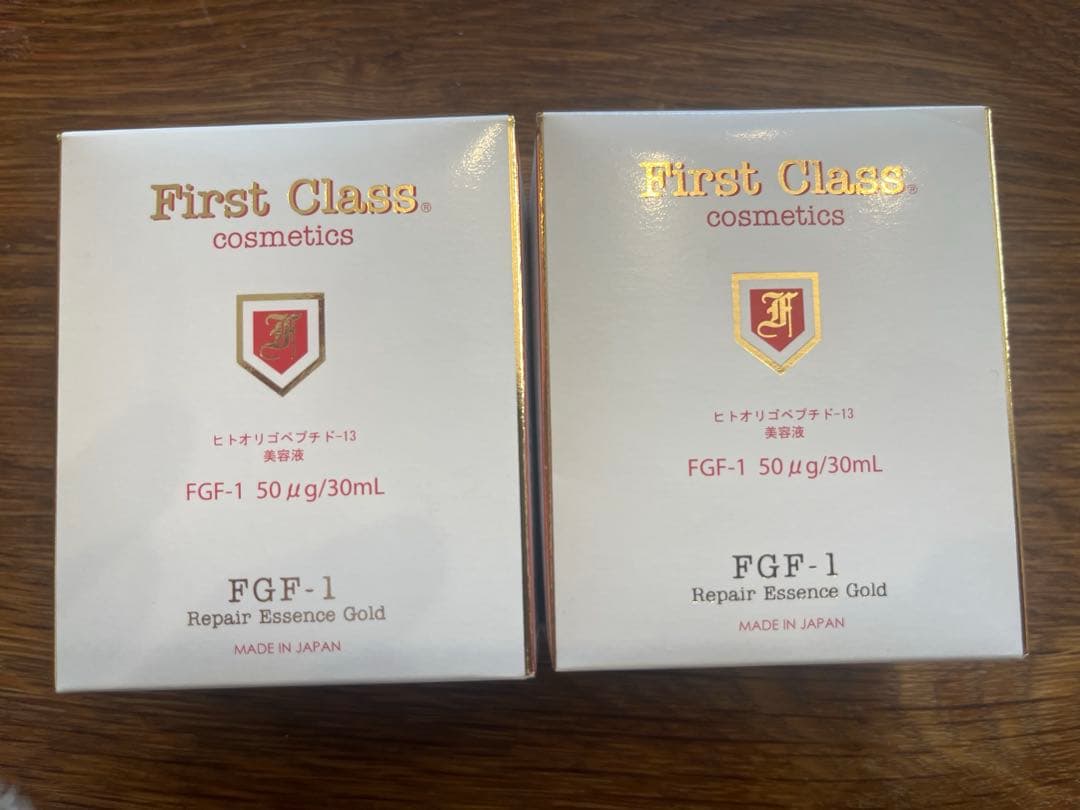 First Class®
cosmetics
F
ヒトオリゴペプチド-13
美容液
FGF-1 50μg/30mL
FGF-1
Repair Essence Gold
MADE IN JAPAN
First Class®
cosmetics
F
ヒトオリゴペプチド-13
美容液
FGF-1 50μg/30mL
FGF-1
Repair Essence Gold
MADE IN JAPAN